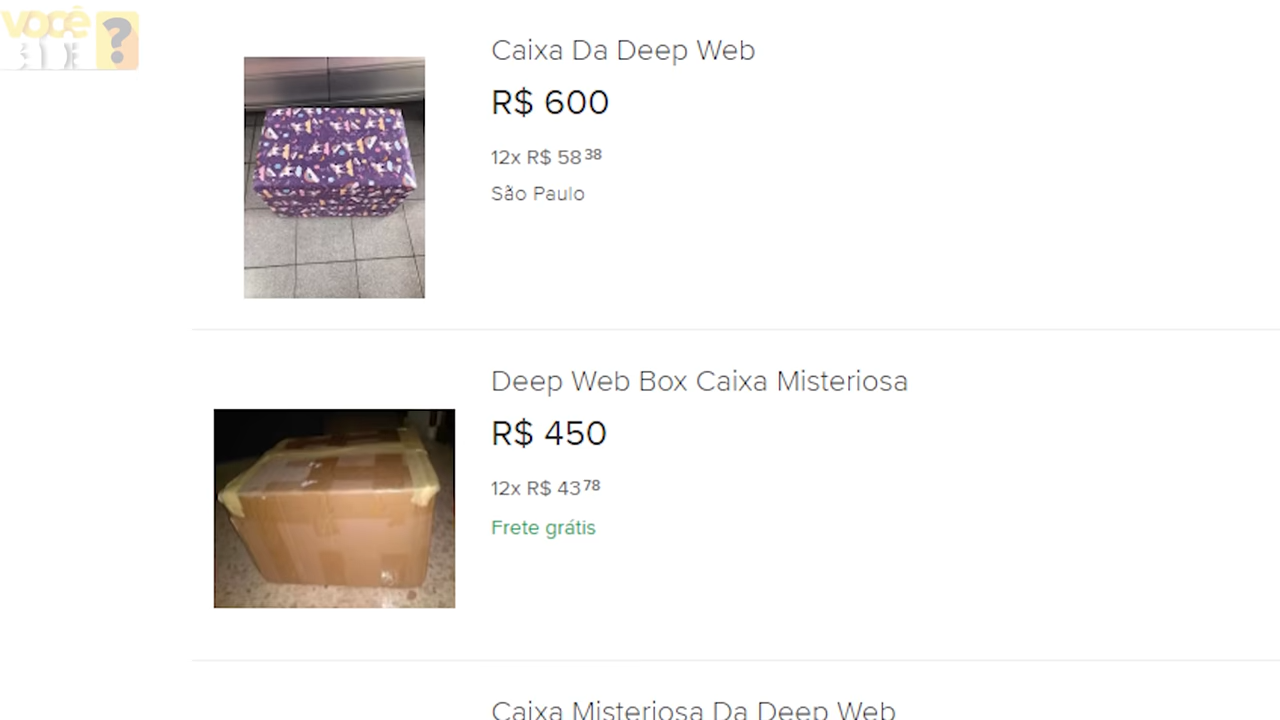 você
?
Caixa Da Deep Web
R$ 600
12x R$ 58 38
São Paulo
Deep Web Box Caixa Misteriosa
R$ 450
12x R$ 43 78
Frete grátis
Caixa Misteriosa Da Deep Web